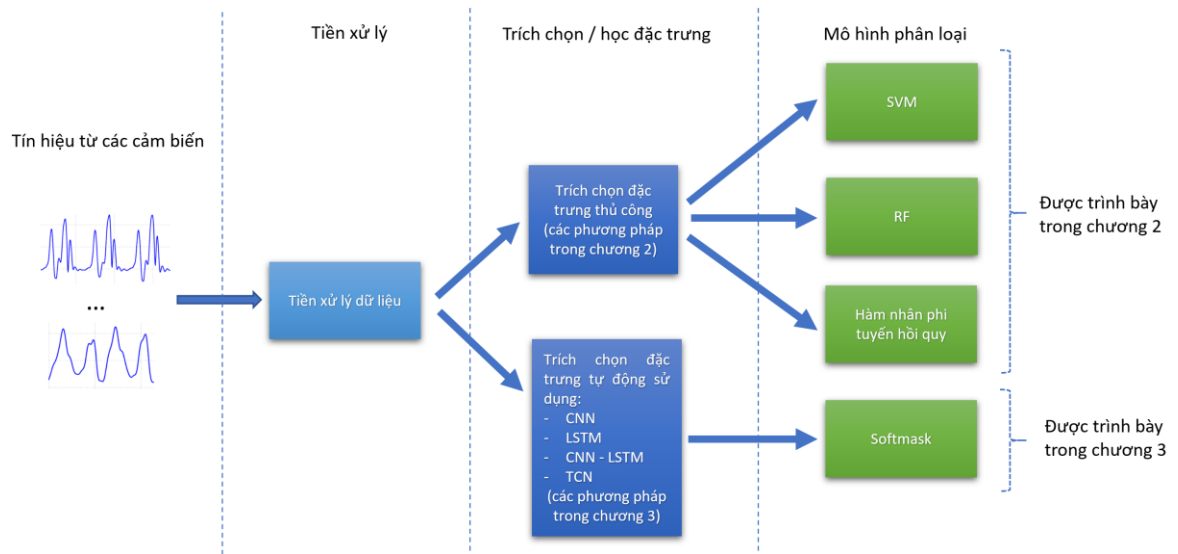 Tiền xử lý
Trích chọn / học đặc trưng
Mô hình phân loại
Tín hiệu từ các cảm biến
...
Tiền xử lý dữ liệu
Trích chọn đặc
trưng thủ công
(các phương pháp
trong chương 2)
Trích chọn đặc
trưng tự động sử
dụng:
- CNN
- LSTM
- CNN - LSTM
- TCN
(các phương pháp
trong chương 3)
SVM
RF
Hàm nhân phi
tuyến hồi quy
Softmask
Được trình bày
trong chương 2
Được trình bày
trong chương 3